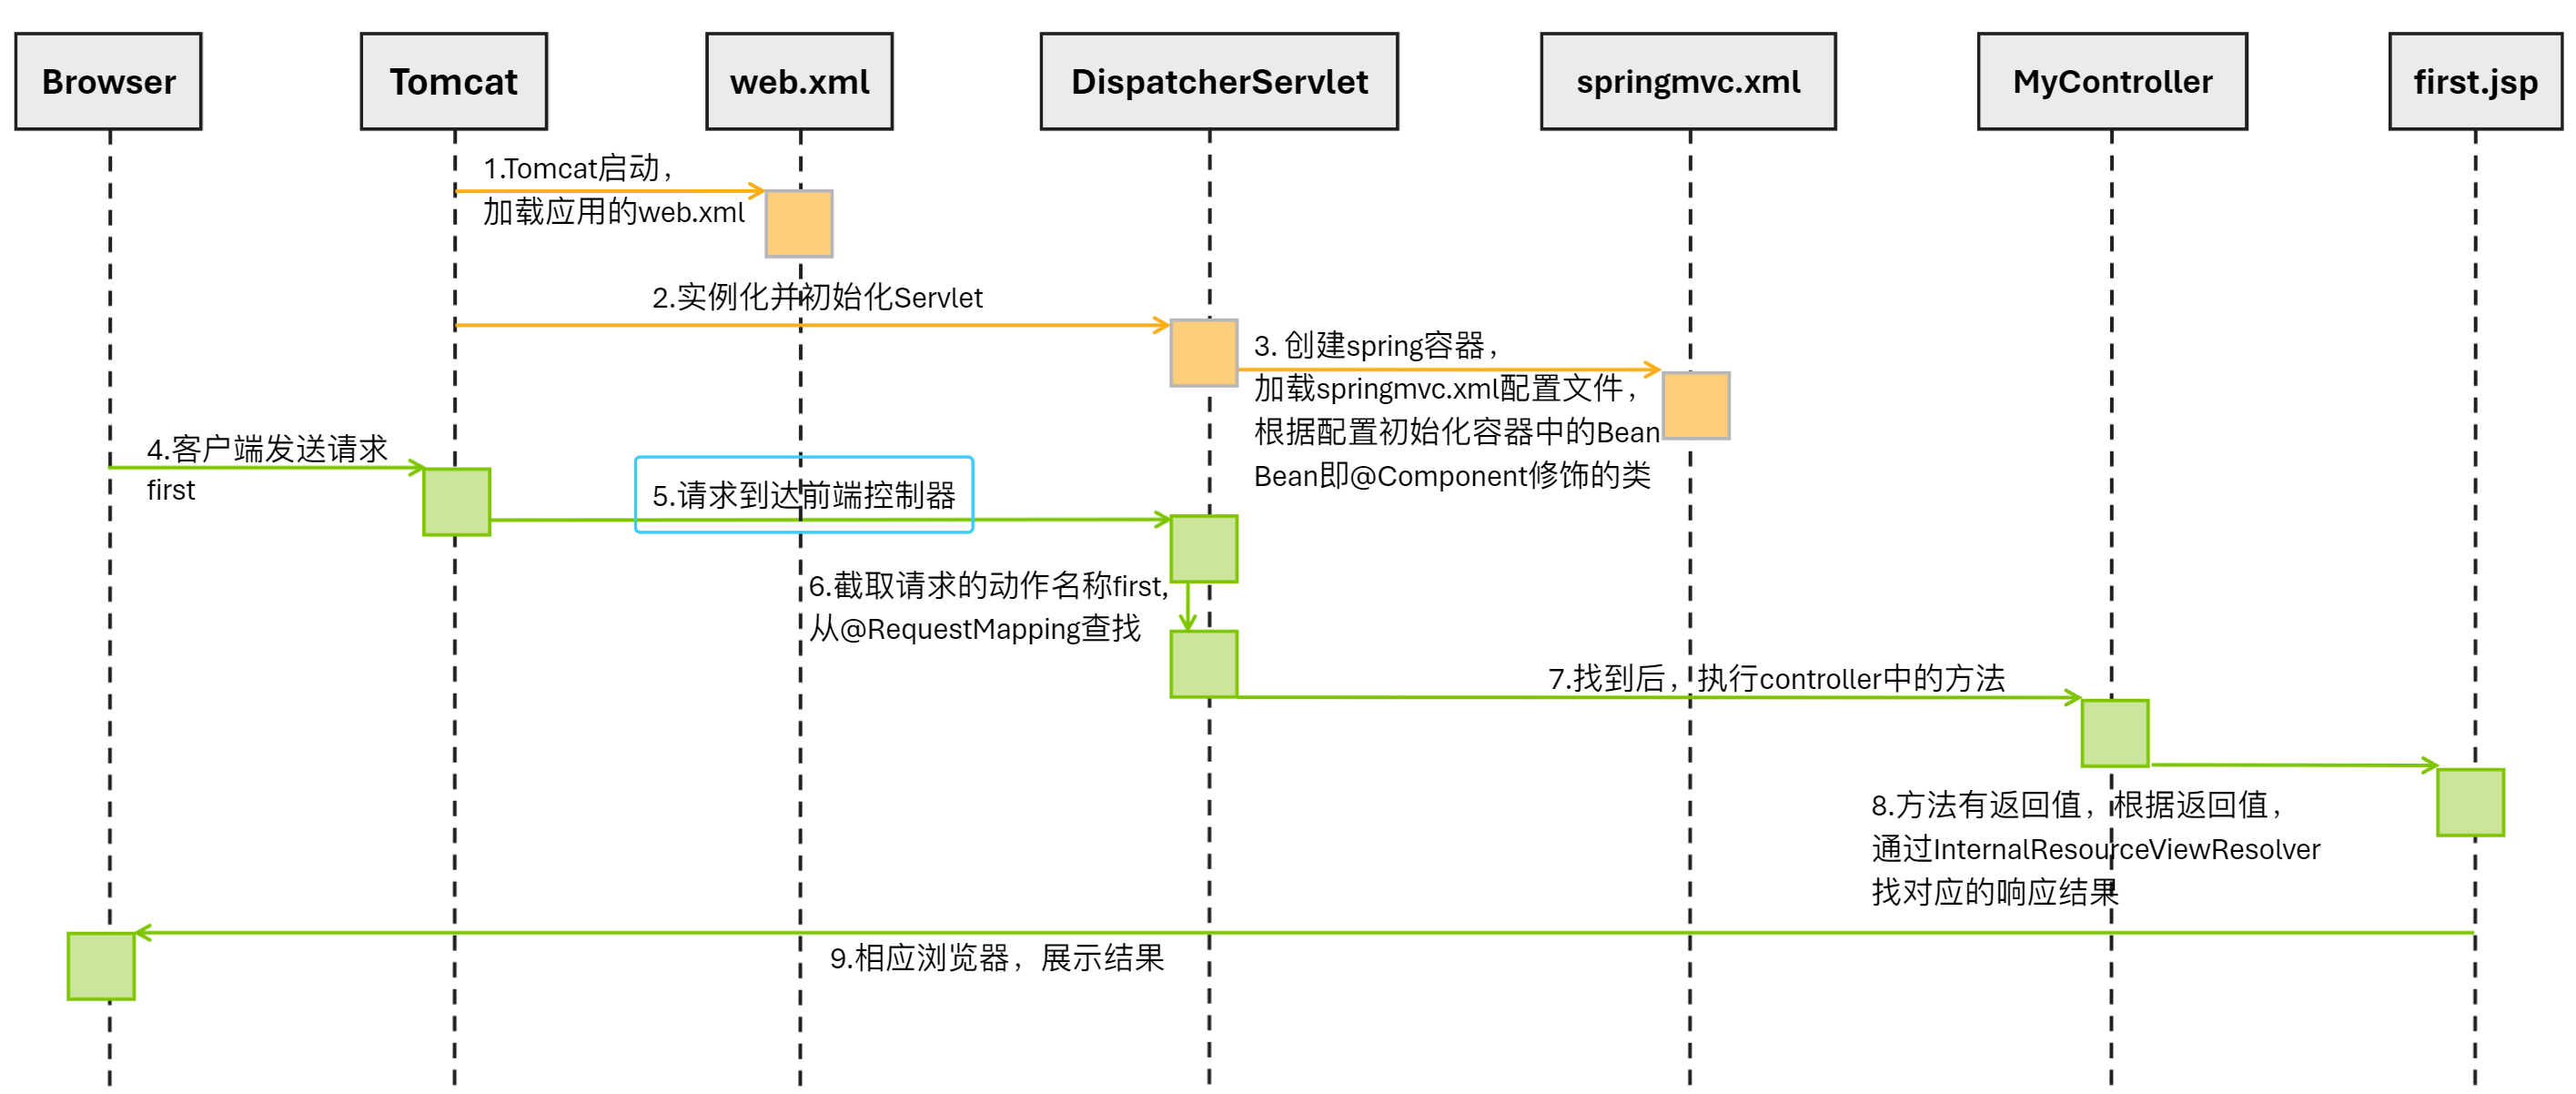 Browser
Tomcat
web.xml
DispatcherServlet
springmvc.xml
MyController
first.jsp
1.Tomcat启动，
加载应用的web.xml
2.实例化并初始化Servlet
3. 创建spring容器，
加载springmvc.xml配置文件，
根据配置初始化容器中的Bean
Bean即@Component修饰的类
4.客户端发送请求
first
5.请求到达前端控制器
6.截取请求的动作名称first,
从@RequestMapping查找
7.找到后，执行controller中的方法
8.方法有返回值，根据返回值，
通过InternalResourceViewResolver
找对应的响应结果
9.相应浏览器，展示结果